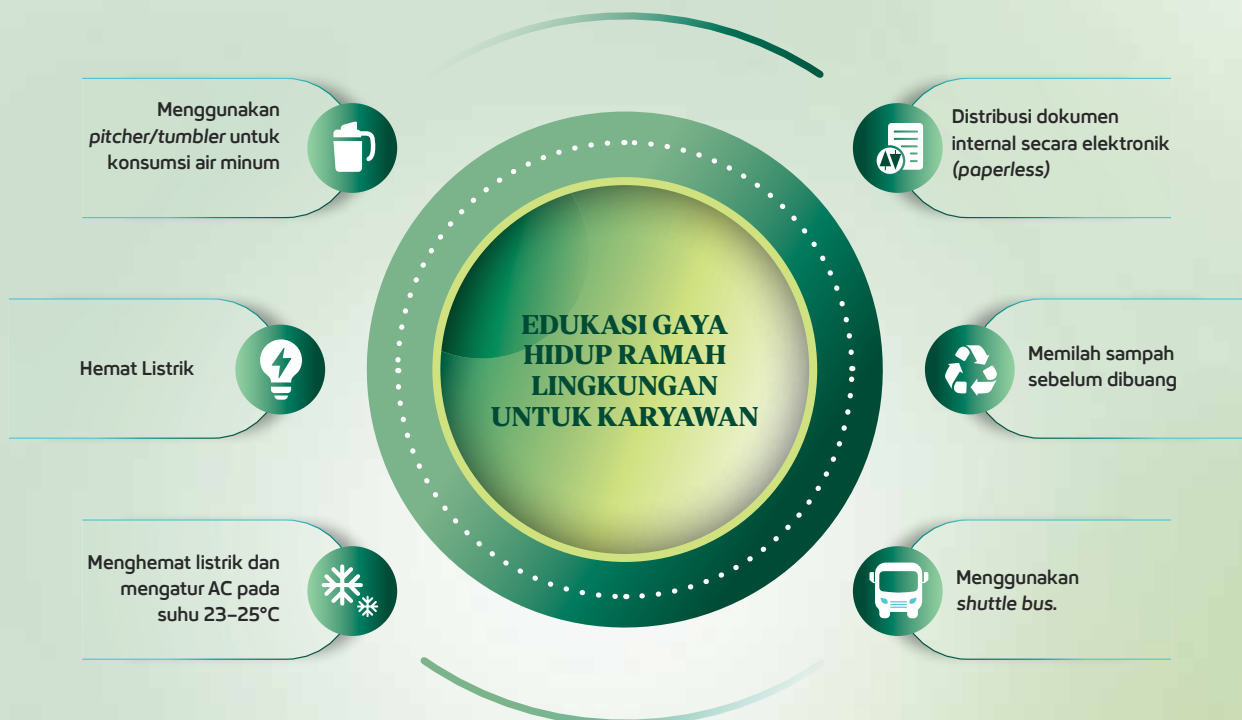 Menggunakan
pitcher/tumbler untuk
konsumsi air minum
Hemat Listrik
Menghemat listrik dan
mengatur AC pada
suhu 23–25°C
EDUKASI GAYA
HIDUP RAMAH
LINGKUNGAN
UNTUK KARYAWAN
Distribusi dokumen
internal secara elektronik
(paperless)
Memilah sampah
sebelum dibuang
Menggunakan
shuttle bus.